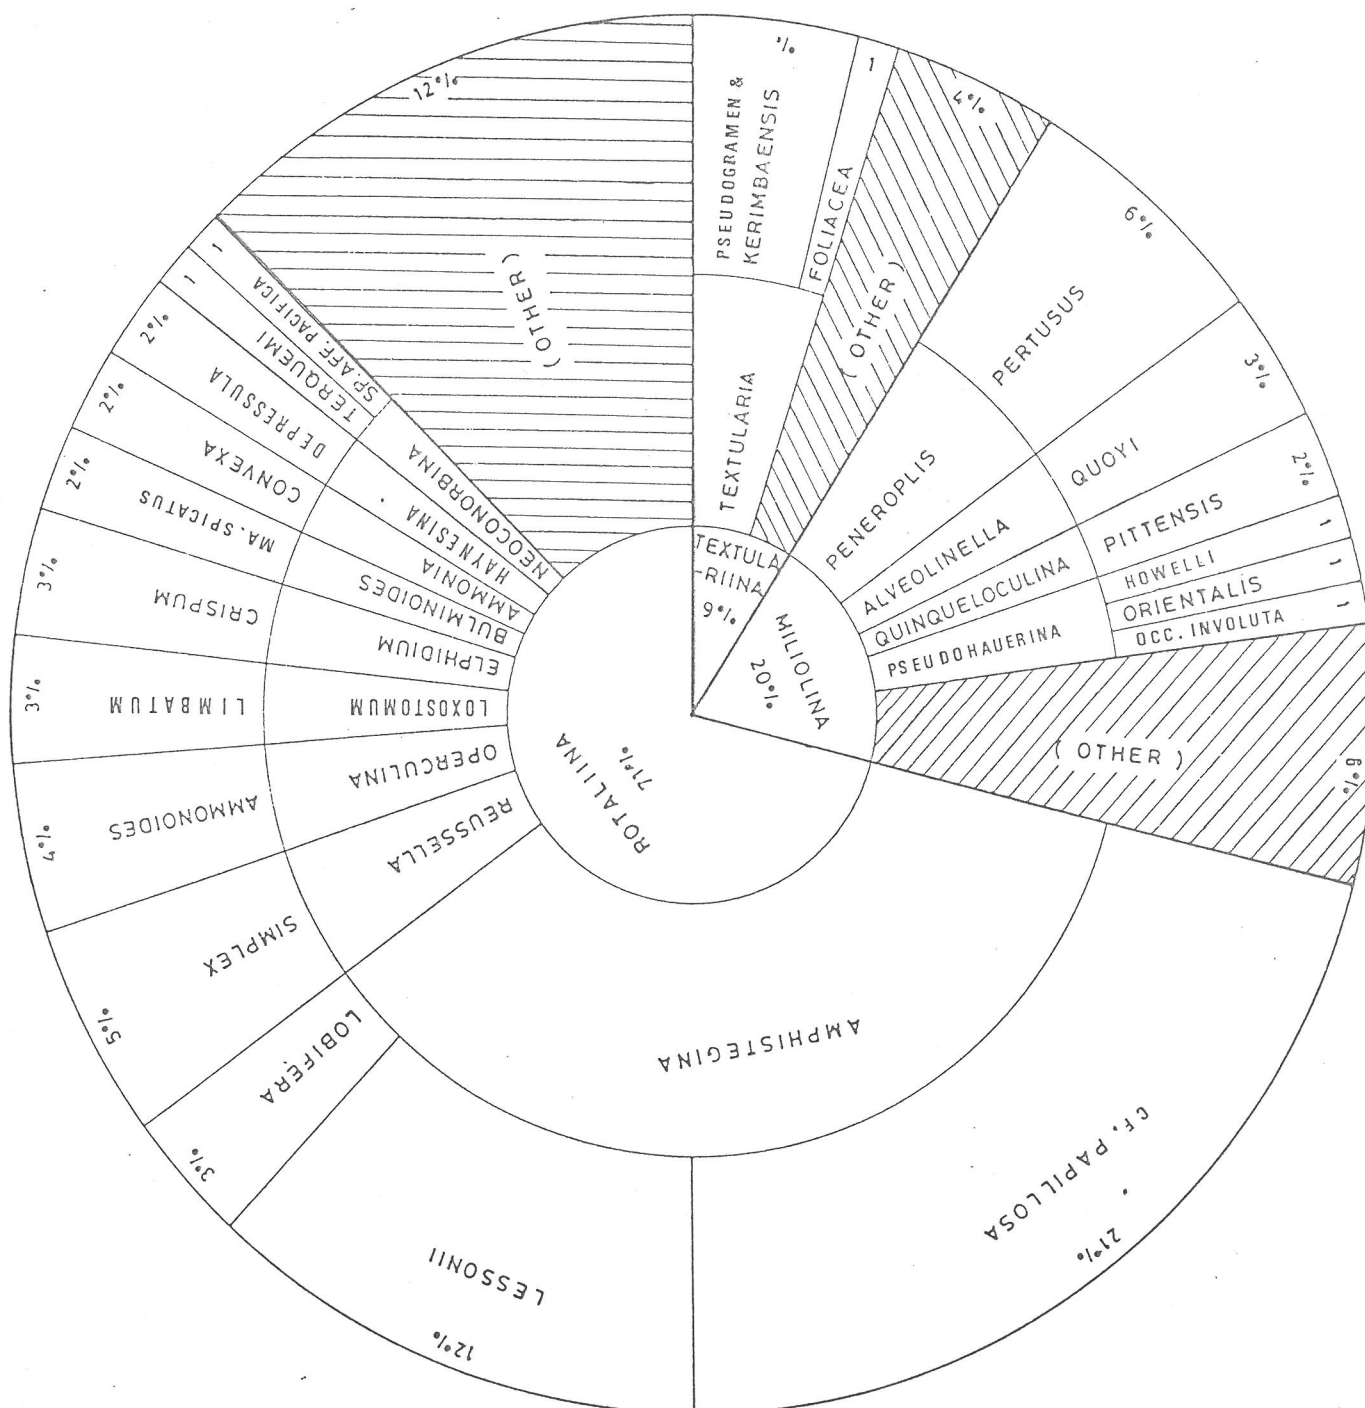 TEXTULA
-RIINA
9%
MILIOLINA
20%
ROTALIINA
71%
TEXTULARIA
PSEUDOGRAMEN &
KERIMBAENSIS
FOLIACEA
1
(OTHER)
4%
PENEROPLIS
PERTUSUS
6%
ALVEOLINELLA
QUOYI
3%
QUINQUELOCULINA
PITTENSIS
2%
HOWELLI
1
PSEUDOHAUERINA
ORIENTALIS
1
OCC. INVOLUTA
1
( OTHER )
6%
AMPHISTEGINA
CF. PAPILLOSA
21%
LESSONII
12%
LOBIFERA
3%
REUSSELLA
SIMPLEX
5%
OPERCULINA
AMMONOIDES
4%
LOXOSTOMUM
LIMBATUM
3%
ELPHIDIUM
CRISPUM
3%
BULMINOIDES
MA. SPICATUS
2%
AMMONIA
CONVEXA
2%
HAYNESINA
DEPRESSULA
2%
NEOCONORBINA
TERQUEMI
1
SP. AFF. PACIFICA
1
(OTHER)
12%